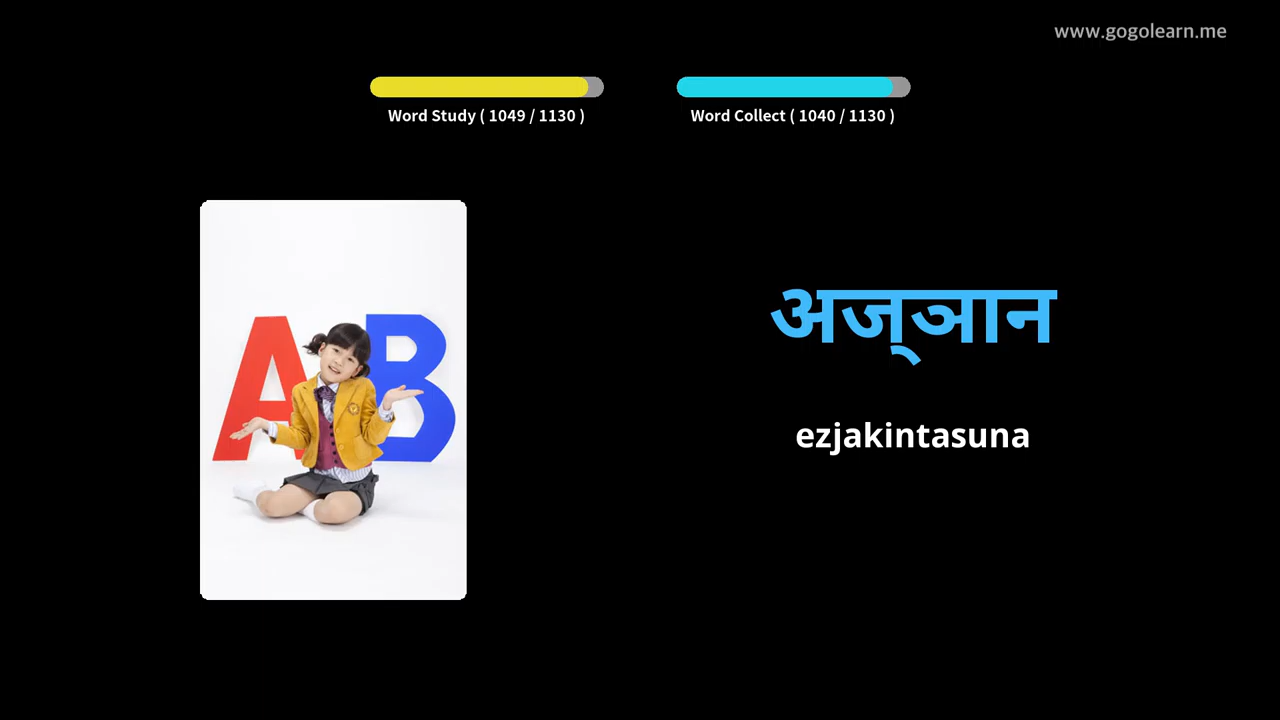 www.gogolearn.me
Word Study ( 1049 / 1130 )
Word Collect ( 1040 / 1130 )
A B
अज्ञान
ezjakintasuna